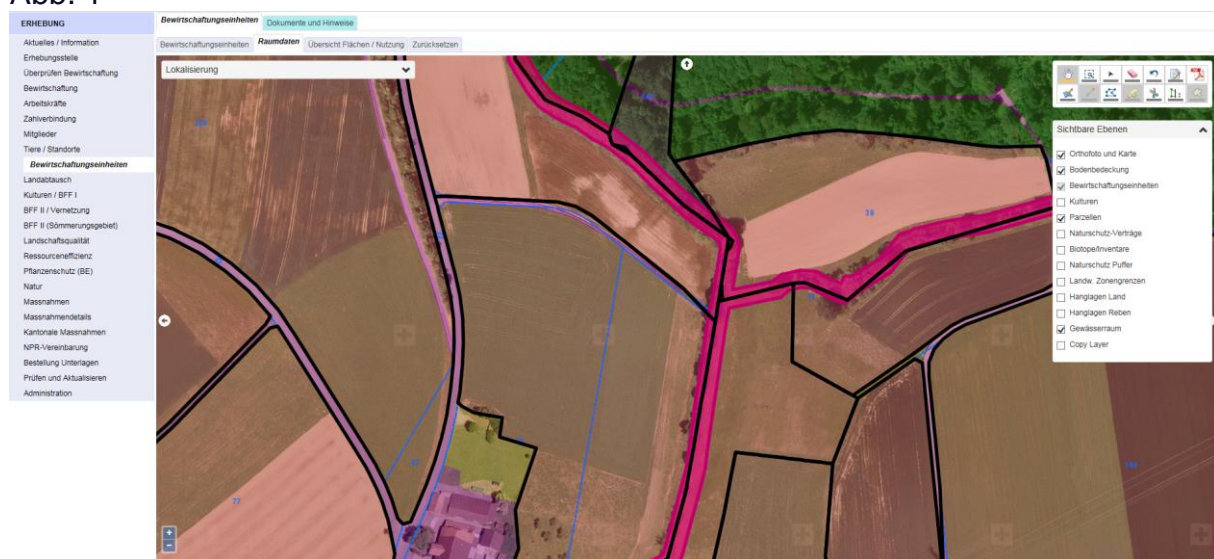 Abb. 4
ERHEBUNG
Aktuelles / Information
Erhebungsstelle
Überprüfen Bewirtschaftung
Bewirtschaftung
Arbeitskräfte
Zahlverbindung
Mitglieder
Tiere / Standorte
Bewirtschaftungseinheiten
Landabtausch
Kulturen / BFF I
BFF II / Vernetzung
BFF II (Sömmerungsgebiet)
Landschaftsqualität
Ressourceneffizienz
Pflanzenschutz (BE)
Natur
Massnahmen
Massnahmendetails
Kantonale Massnahmen
NPR-Vereinbarung
Bestellung Unterlagen
Prüfen und Aktualisieren
Administration
Bewirtschaftungseinheiten Dokumente und Hinweise
Bewirtschaftungseinheiten Raumdaten Übersicht Flächen / Nutzung Zurücksetzen
Lokalisierung
38
77
Sichtbare Ebenen
Orthofoto und Karte
Bodenbedeckung
Bewirtschaftungseinheiten
Kulturen
Parzellen
Naturschutz-Verträge
Biotope/Inventare
Naturschutz Puffer
Landw. Zonengrenzen
Hanglagen Land
Hanglagen Reben
Gewässerraum
Copy Layer